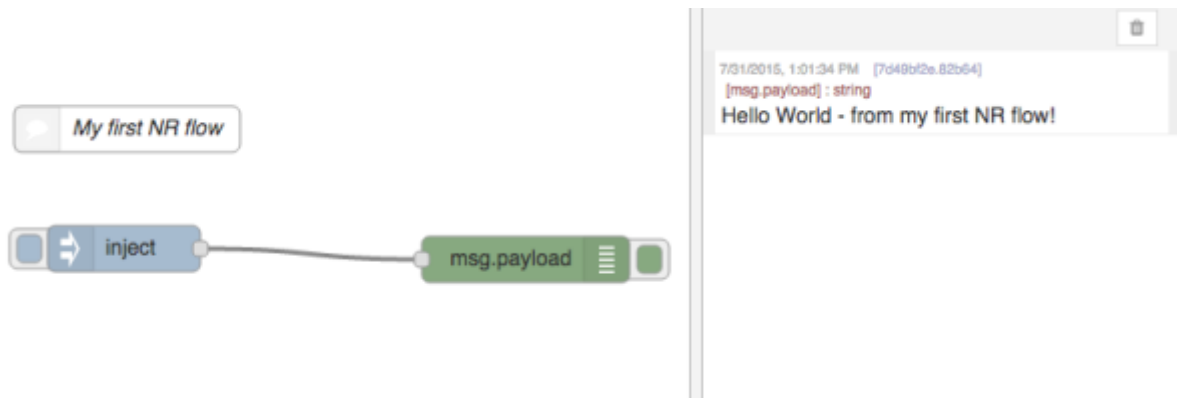 My first NR flow
inject
msg.payload
7/31/2015, 1:01:34 PM [7d49bf2e.82b64]
[msg.payload] : string
Hello World - from my first NR flow!